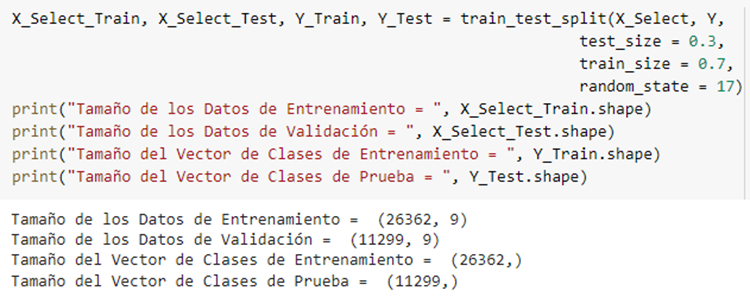 X_Select_Train, X_Select_Test, Y_Train, Y_Test = train_test_split(X_Select, Y,
test_size = 0.3,
train_size = 0.7,
random_state = 17)
print("Tamaño de los Datos de Entrenamiento = ", X_Select_Train.shape)
print("Tamaño de los Datos de Validación = ", X_Select_Test.shape)
print("Tamaño del Vector de Clases de Entrenamiento = ", Y_Train.shape)
print("Tamaño del Vector de Clases de Prueba = ", Y_Test.shape)
Tamaño de los Datos de Entrenamiento =  (26362, 9)
Tamaño de los Datos de Validación =  (11299, 9)
Tamaño del Vector de Clases de Entrenamiento =  (26362,)
Tamaño del Vector de Clases de Prueba =  (11299,)